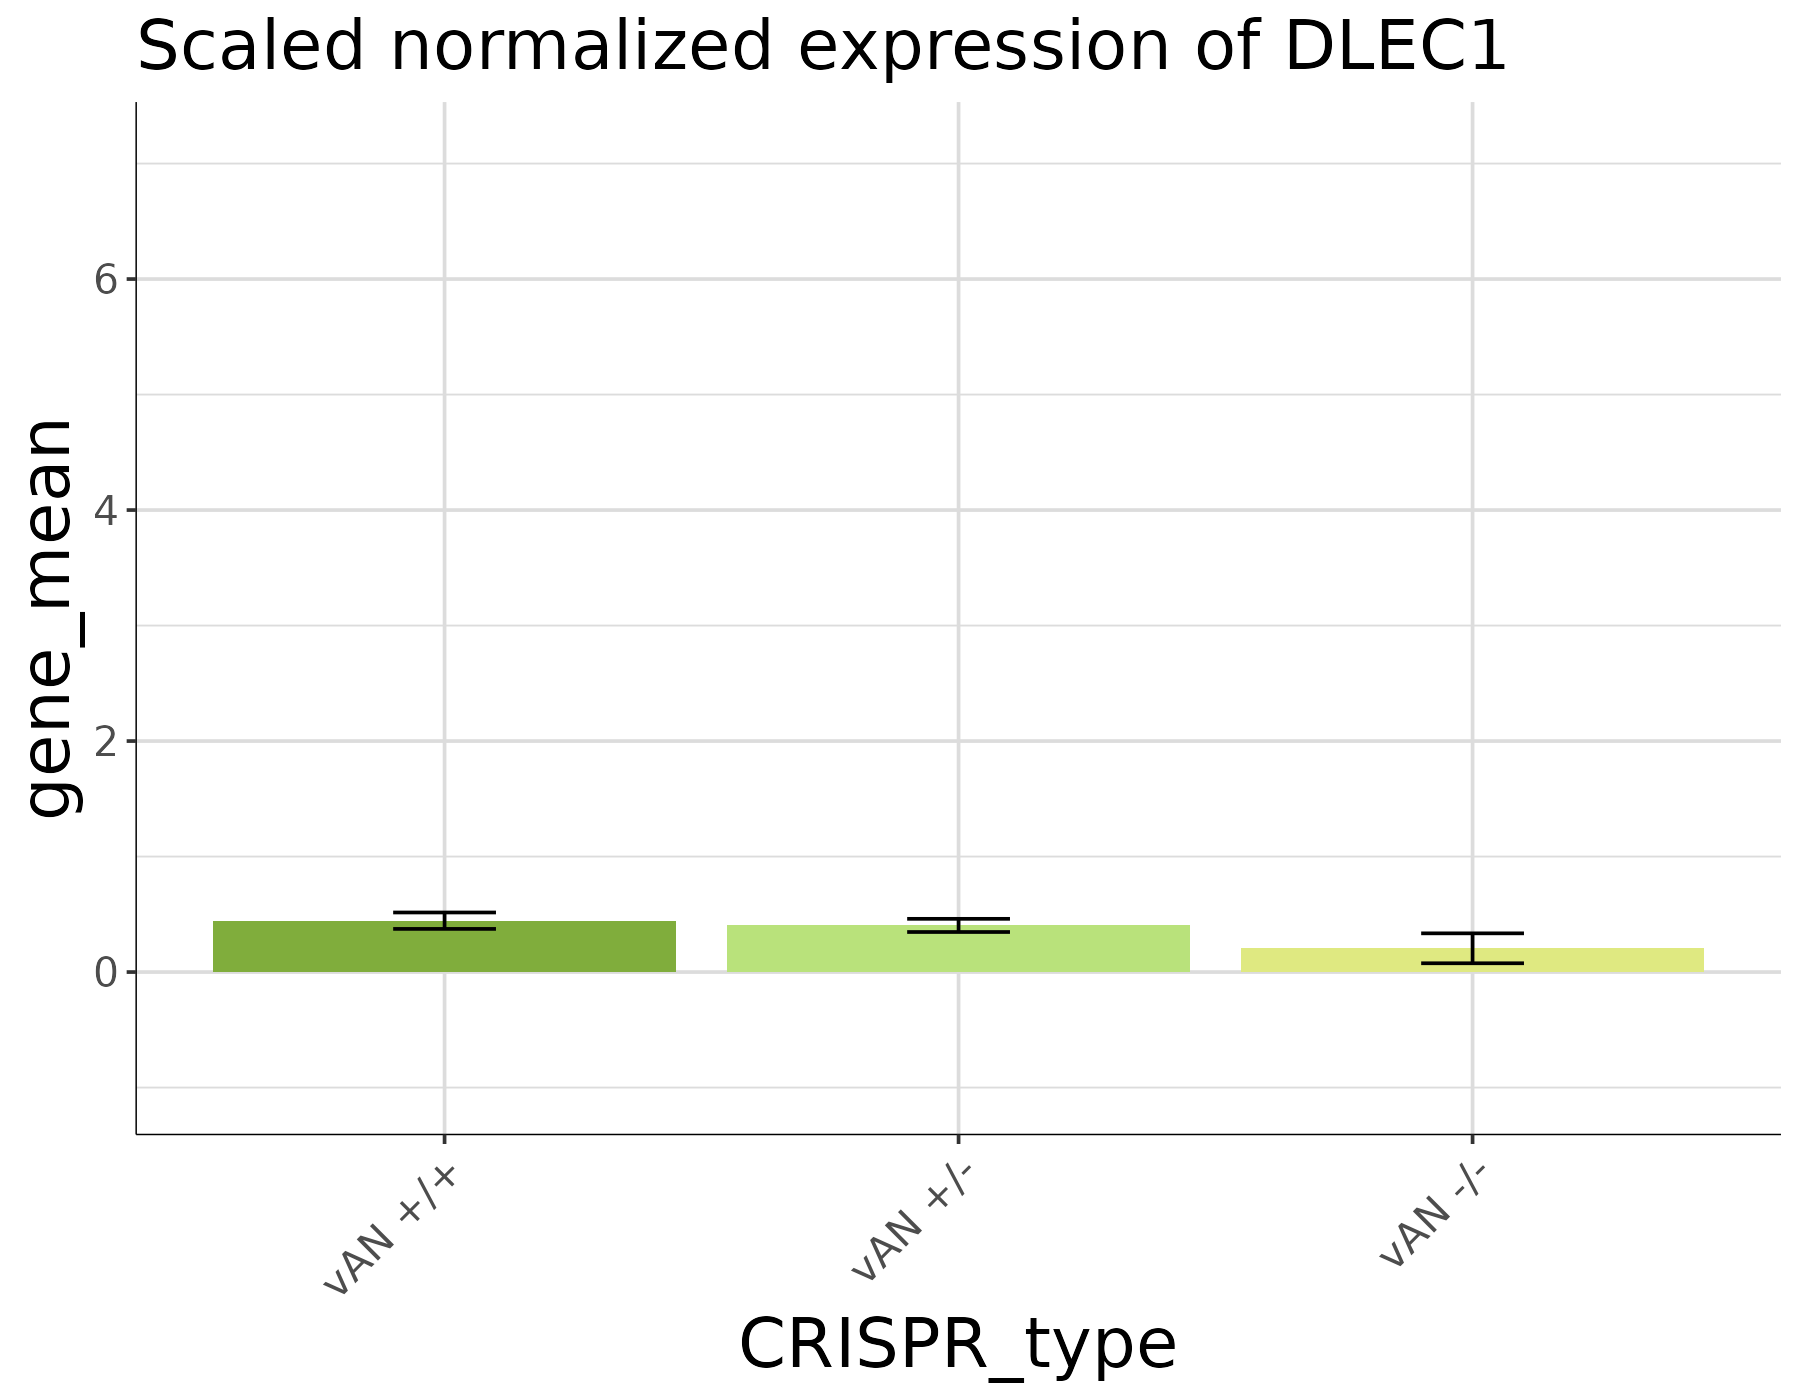 Scaled normalized expression of DLEC1
gene_mean
6
4
2
0
vAN +/+
vAN +/-
vAN -/-
CRISPR_type